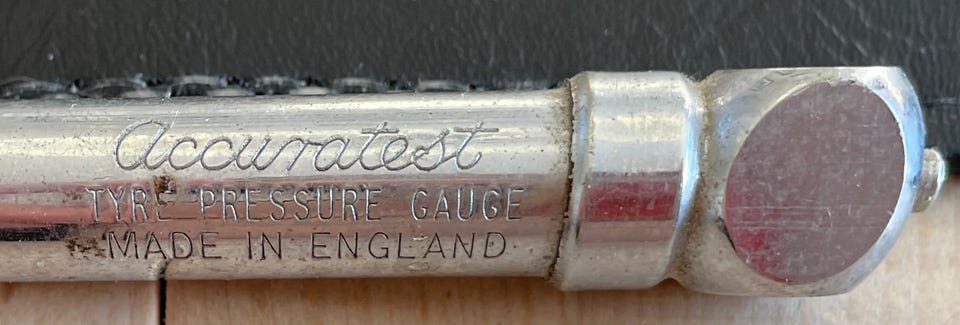 Accuratest
TYRE PRESSURE GAUGE
MADE IN ENGLAND